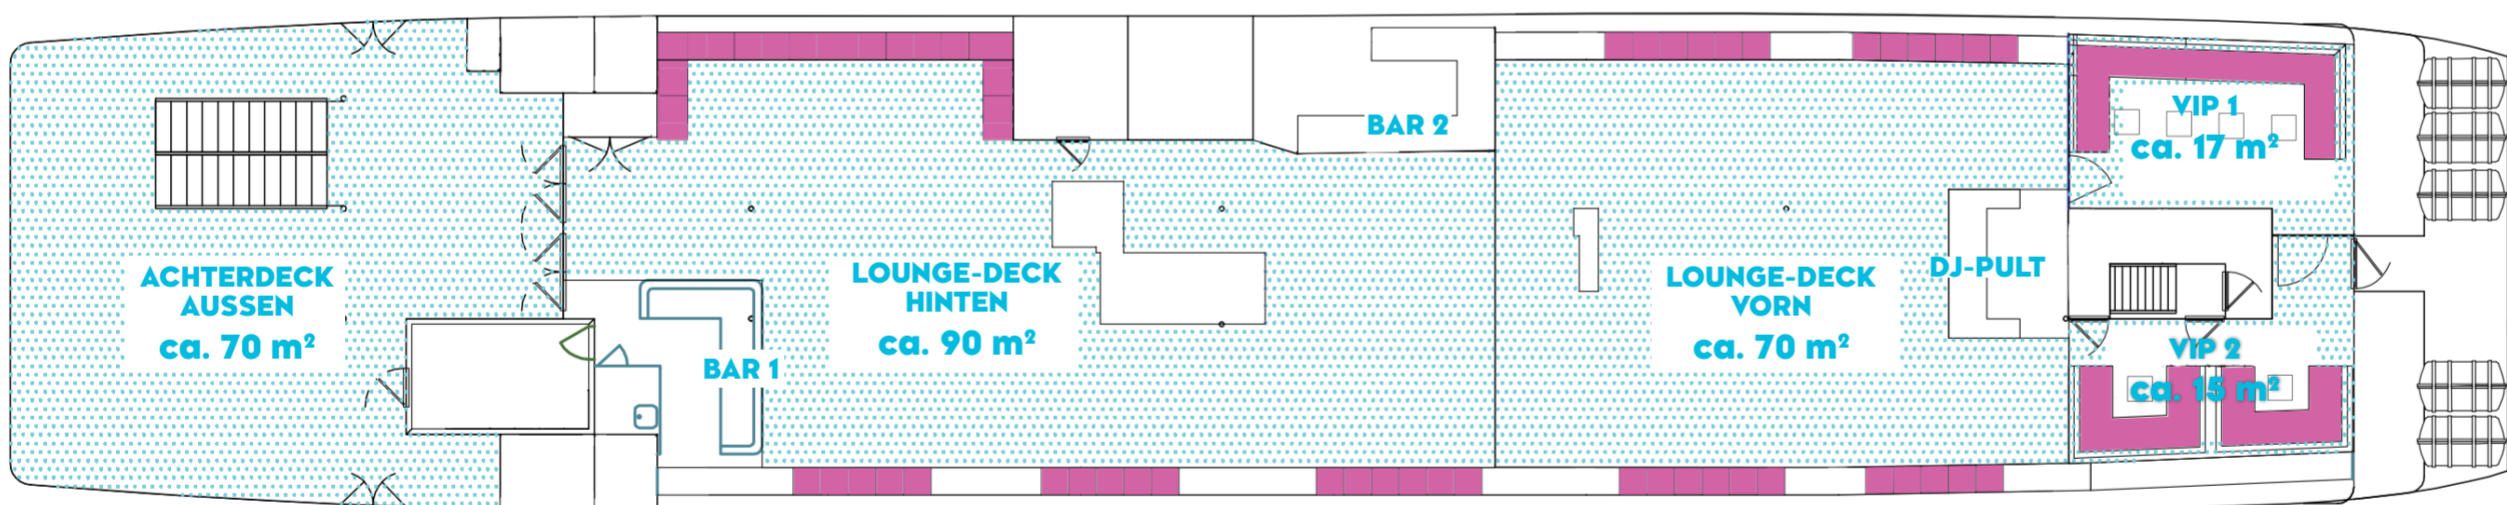 ACHTERDECK
AUSSEN
ca. 70 m²
BAR 1
LOUNGE-DECK
HINTEN
ca. 90 m²
BAR 2
LOUNGE-DECK
VORN
ca. 70 m²
DJ-PULT
VIP 1
ca. 17 m²
VIP 2
ca. 15 m²